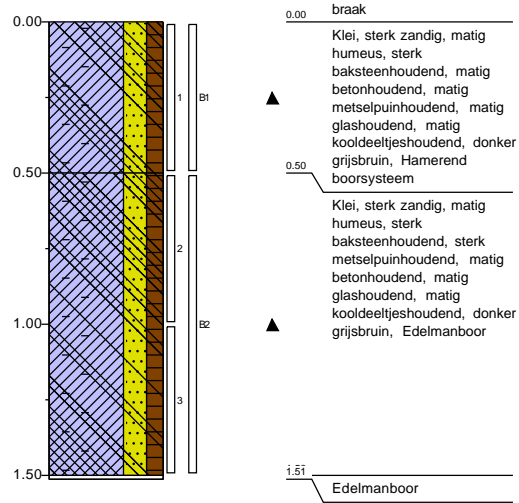 0.00
0.50
1.00
1.50
1
2
3
B1
B2
0.00
braak
Klei, sterk zandig, matig
humeus, sterk
baksteenhoudend, matig
betonhoudend, matig
metselpuinhoudend, matig
glashoudend, matig
kooldeeltjeshoudend, donker
grijsbruin, Hamerend
boorsysteem
0.50
Klei, sterk zandig, matig
humeus, sterk
baksteenhoudend, sterk
metselpuinhoudend, matig
betonhoudend, matig
glashoudend, matig
kooldeeltjeshoudend, donker
grijsbruin, Edelmanboor
1.51
Edelmanboor